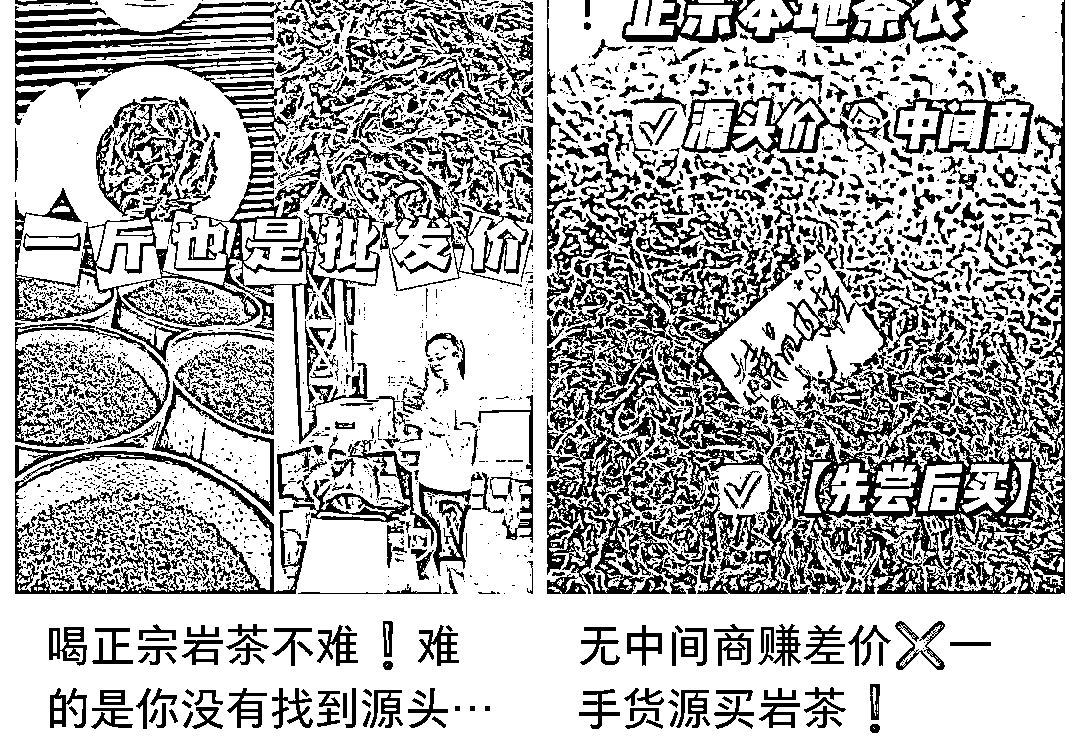 一斤也是批发价
喝正宗岩茶不难❗难
的是你没有找到源头…
！正宗本地茶农
☑源头价 中间商
☑【先尝后买】
无中间商赚差价❌一
手货源买岩茶❗